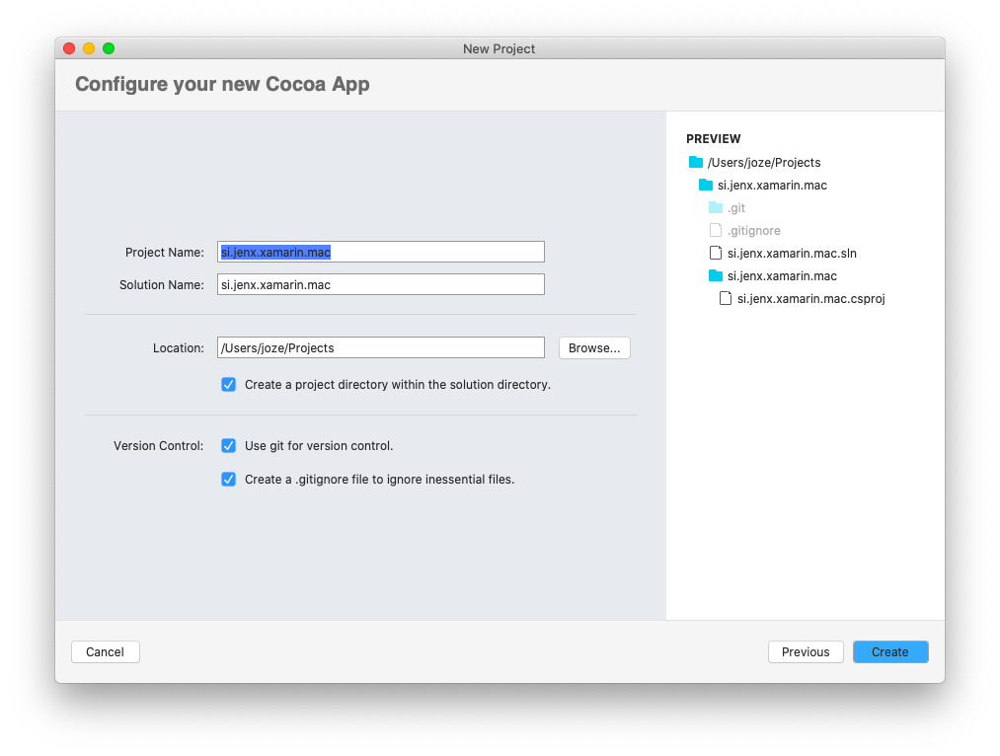 New Project
Configure your new Cocoa App
Project Name: si.jenx.xamarin.mac
Solution Name: si.jenx.xamarin.mac
Location: /Users/joze/Projects Browse...
Create a project directory within the solution directory.
Version Control: Use git for version control.
Create a .gitignore file to ignore inessential files.
PREVIEW
/Users/joze/Projects
si.jenx.xamarin.mac
.git
.gitignore
si.jenx.xamarin.mac.sln
si.jenx.xamarin.mac
si.jenx.xamarin.mac.csproj
Cancel Previous Create